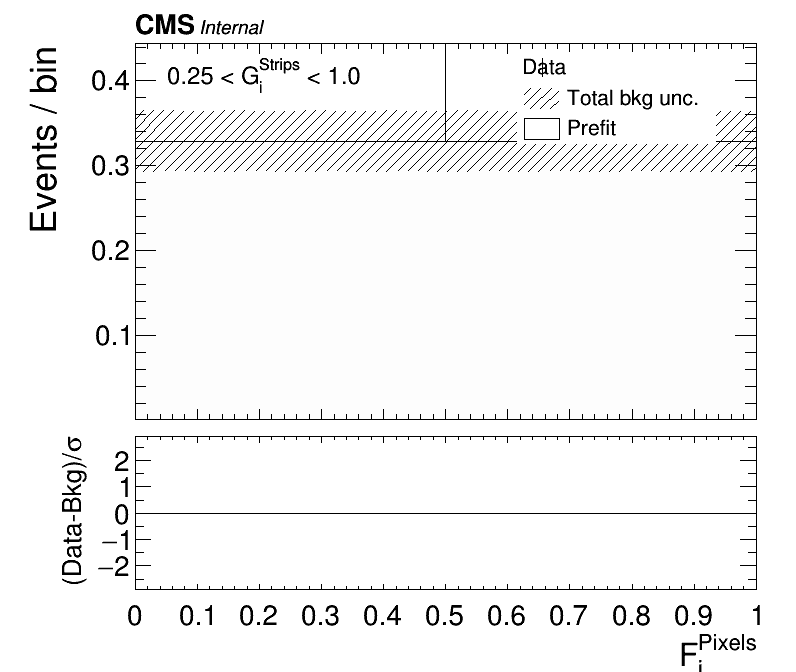 CMS Internal
0.25 < G_i^Strips < 1.0
Data
Total bkg unc.
Prefit
Events / bin
0.4
0.3
0.2
0.1
(Data-Bkg)/σ
2
1
0
−1
−2
0 0.1 0.2 0.3 0.4 0.5 0.6 0.7 0.8 0.9 1
F_i^Pixels